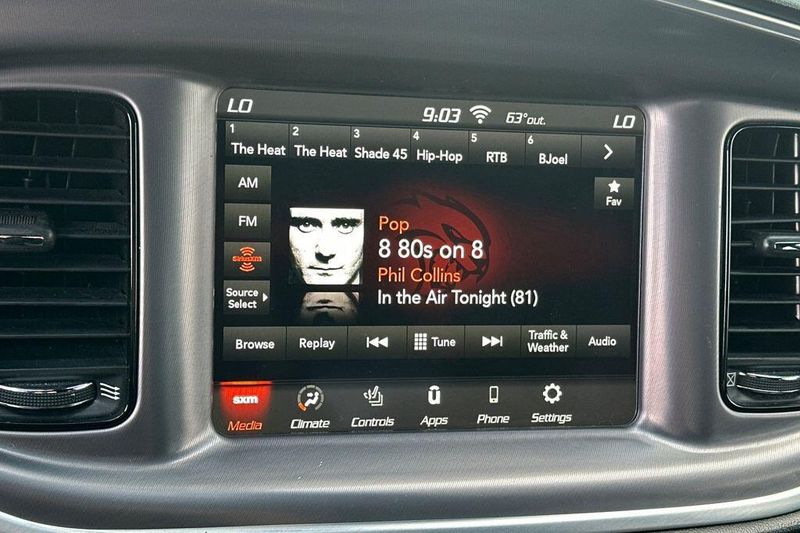 LO 9:03 63°out. LO
1 2 3 4 5 6
The Heat The Heat Shade 45 Hip-Hop RTB BJoel
AM
FM
siriusxm
Source
Select
Fav
Pop
8 80s on 8
Phil Collins
In the Air Tonight (81)
Browse Replay Tune Traffic &
Weather Audio
sxm
Media Climate Controls Apps Phone Settings